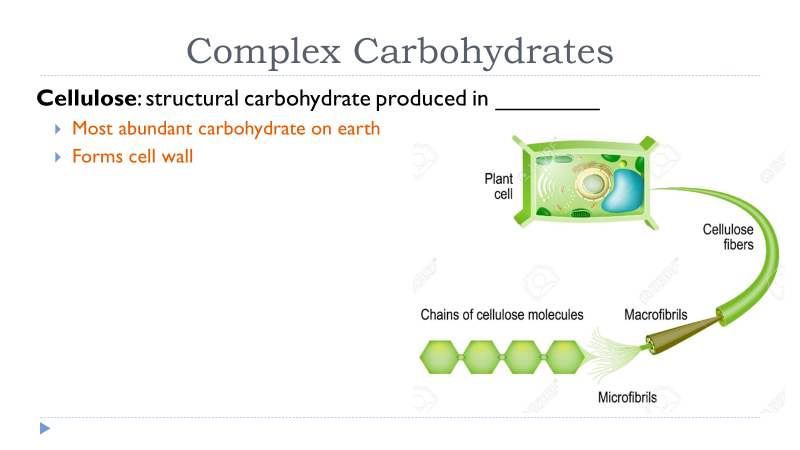 Complex Carbohydrates
Cellulose: structural carbohydrate produced in _________
Most abundant carbohydrate on earth
Forms cell wall
Plant
cell
Cellulose
fibers
Chains of cellulose molecules
Macrofibrils
Microfibrils